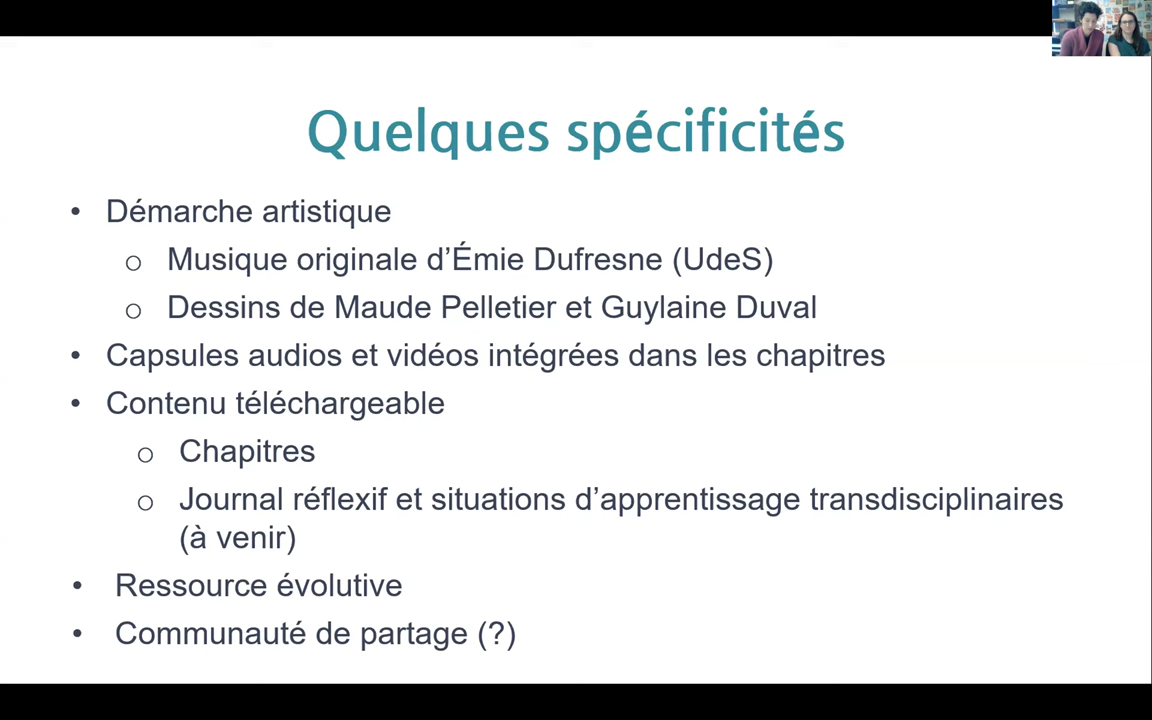 Quelques spécificités
• Démarche artistique
o Musique originale d’Émie Dufresne (UdeS)
o Dessins de Maude Pelletier et Guylaine Duval
• Capsules audios et vidéos intégrées dans les chapitres
• Contenu téléchargeable
o Chapitres
o Journal réflexif et situations d’apprentissage transdisciplinaires
(à venir)
• Ressource évolutive
• Communauté de partage (?)